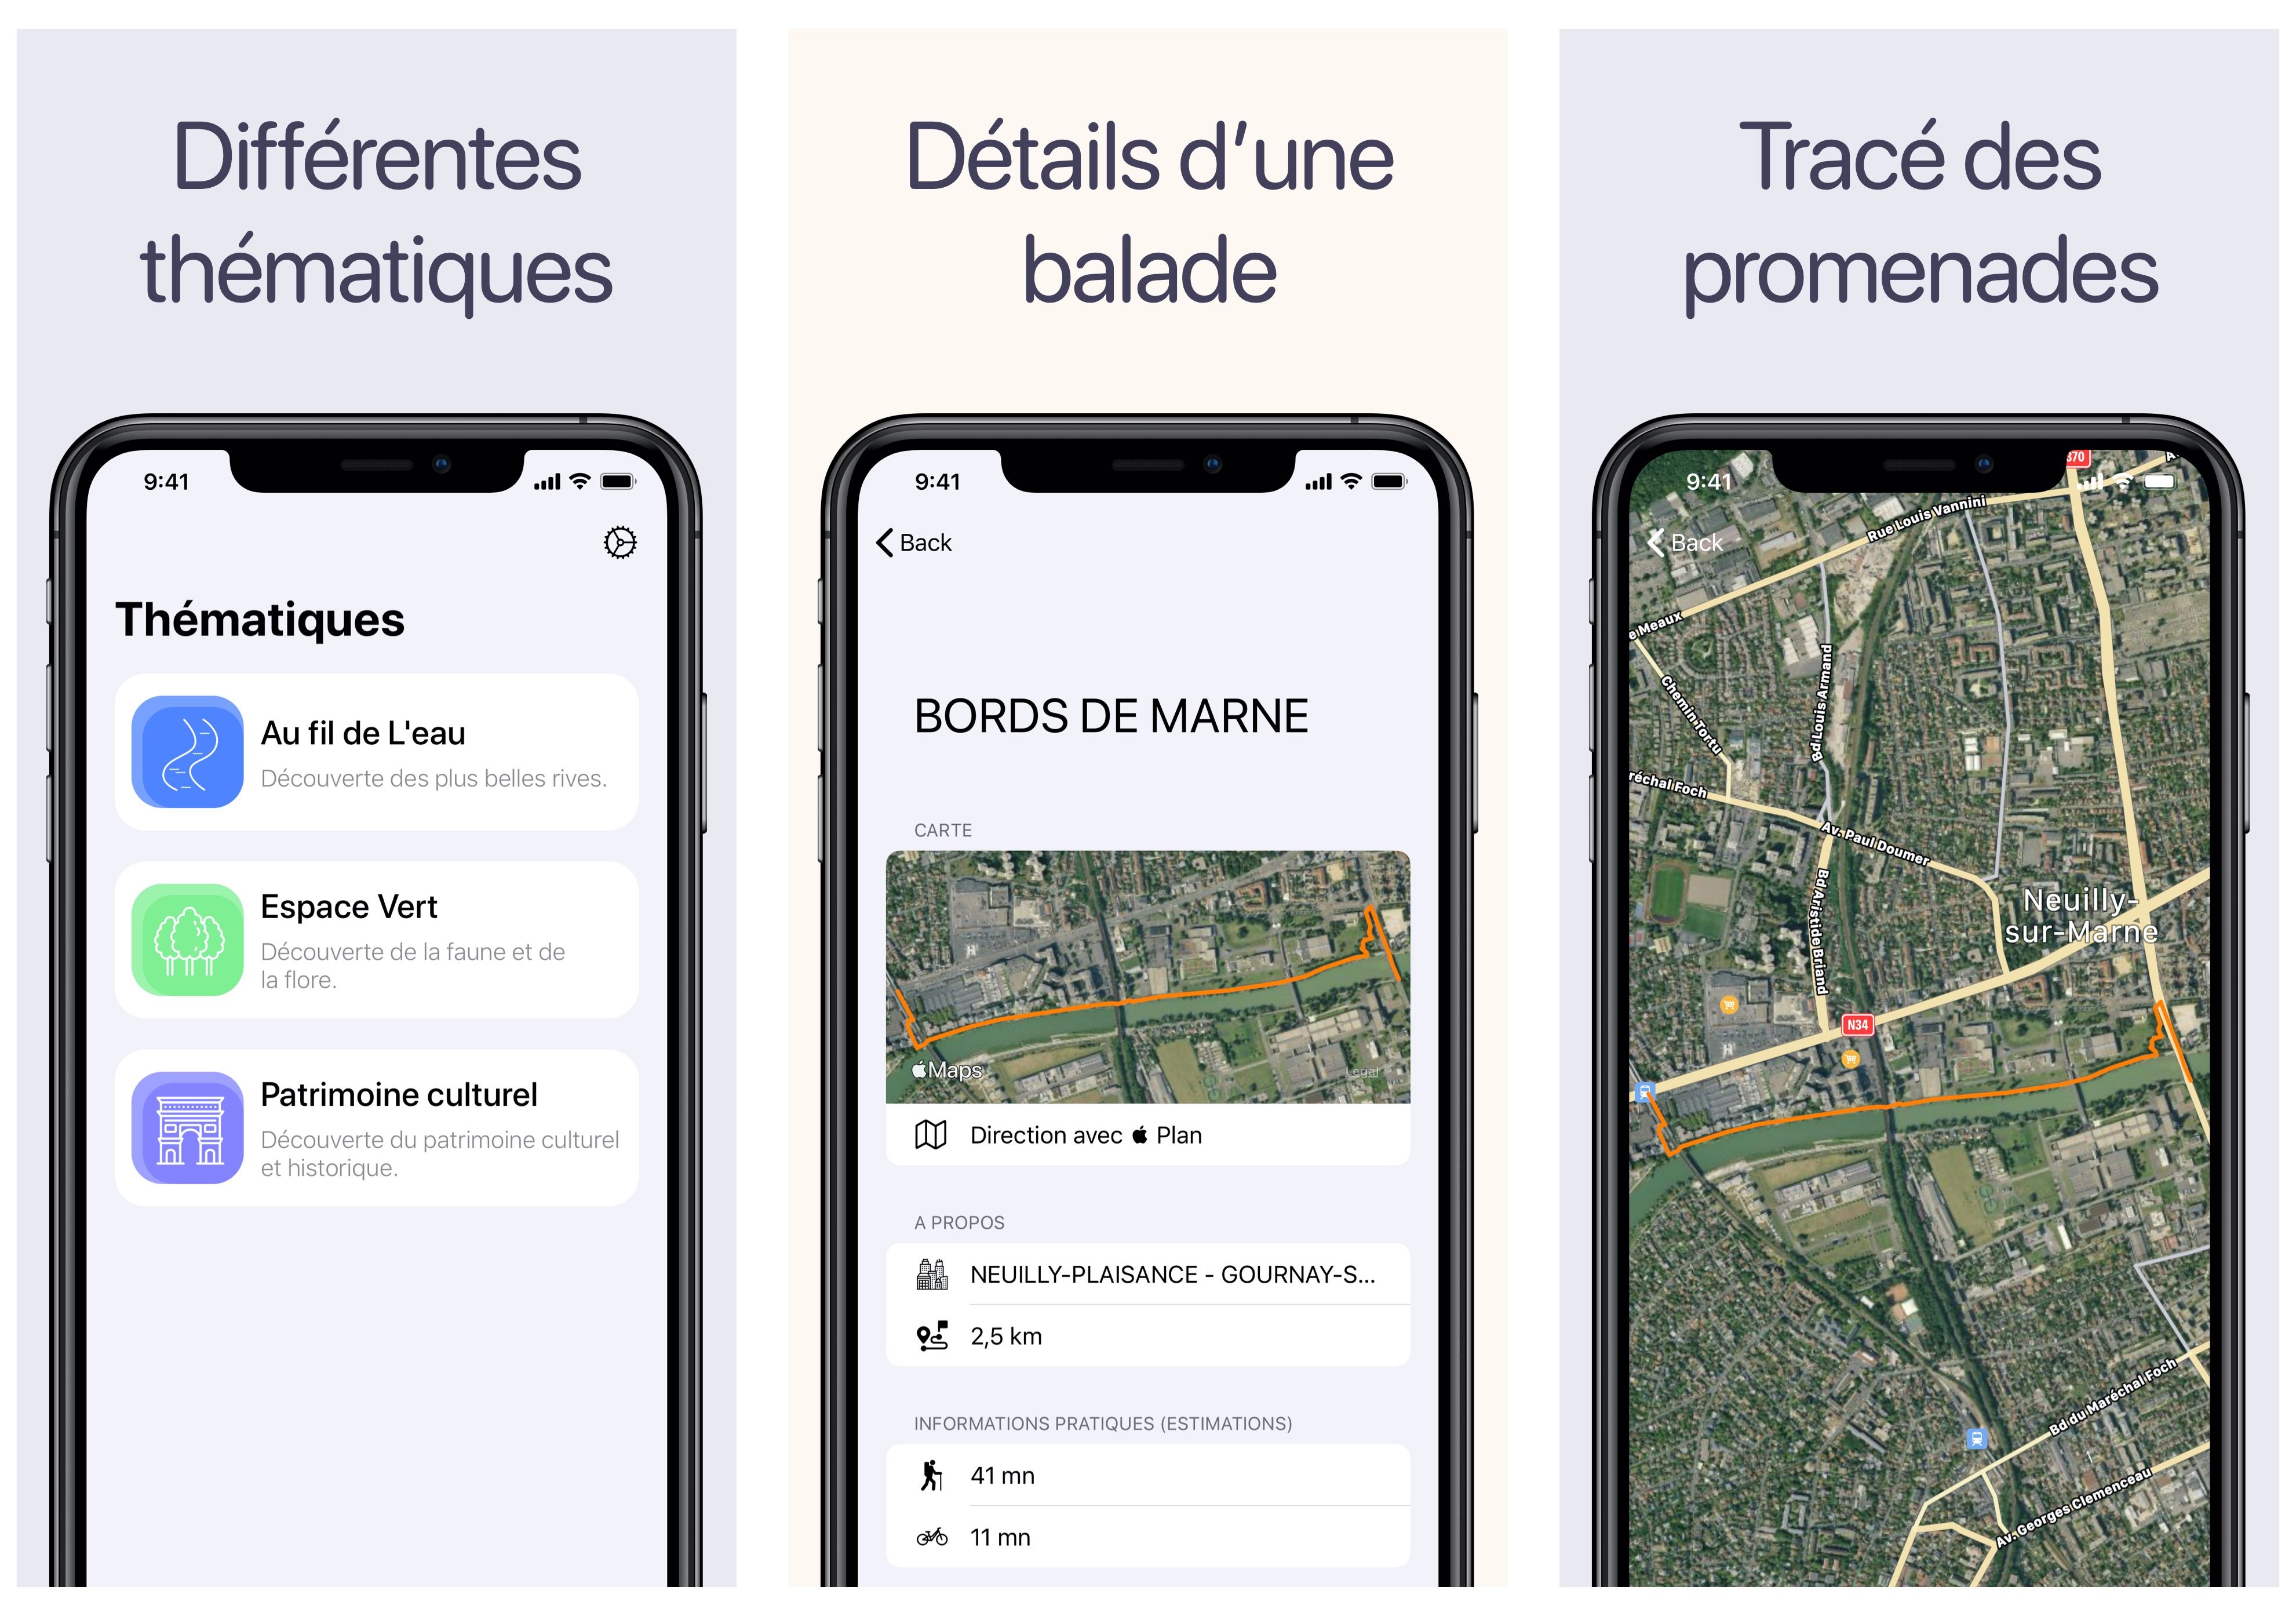 Différentes
thématiques
9:41
Thématiques
Au fil de L'eau
Découverte des plus belles rives.
Espace Vert
Découverte de la faune et de
la flore.
Patrimoine culturel
Découverte du patrimoine culturel
et historique.
Détails d’une
balade
9:41
Back
BORDS DE MARNE
CARTE
Maps
Legal
Direction avec  Plan
A PROPOS
NEUILLY-PLAISANCE - GOURNAY-S...
2,5 km
INFORMATIONS PRATIQUES (ESTIMATIONS)
41 mn
11 mn
Tracé des
promenades
9:41
370
Back
Rue Louis Vannini
e Meaux
Bd Louis Armand
Chemin Tortu
réchal Foch
Av. Paul Doumer
Bd Aristide Briand
Neuilly-
sur-Marne
N34
Bd du Maréchal Foch
Av. Georges Clemenceau